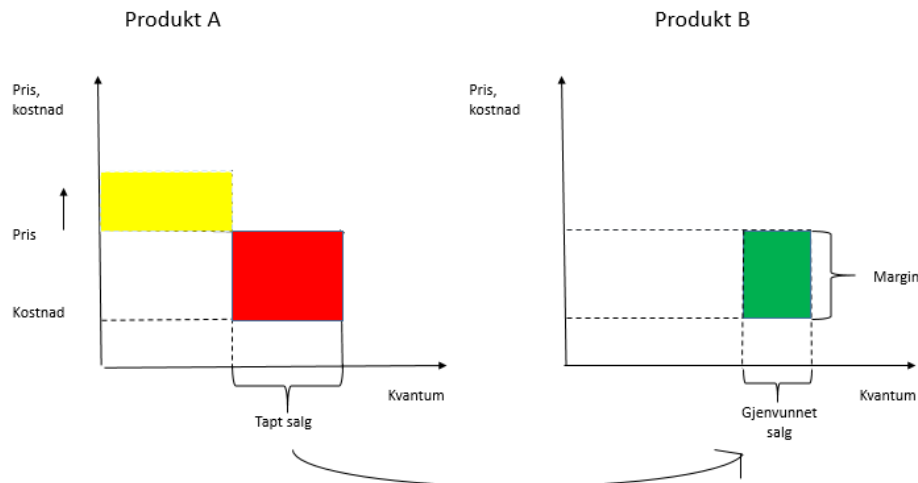 Produkt A
Produkt B
Pris,
kostnad
Pris
Kostnad
Kvantum
Tapt salg
Pris,
kostnad
Margin
Kvantum
Gjenvunnet
salg